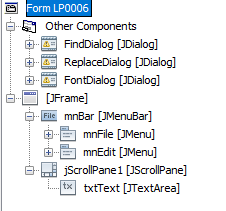 Form LP0006
Other Components
FindDialog [JDialog]
ReplaceDialog [JDialog]
FontDialog [JDialog]
[JFrame]
File mnBar [JMenuBar]
mnFile [JMenu]
mnEdit [JMenu]
jScrollPane1 [JScrollPane]
tx txtText [JTextArea]